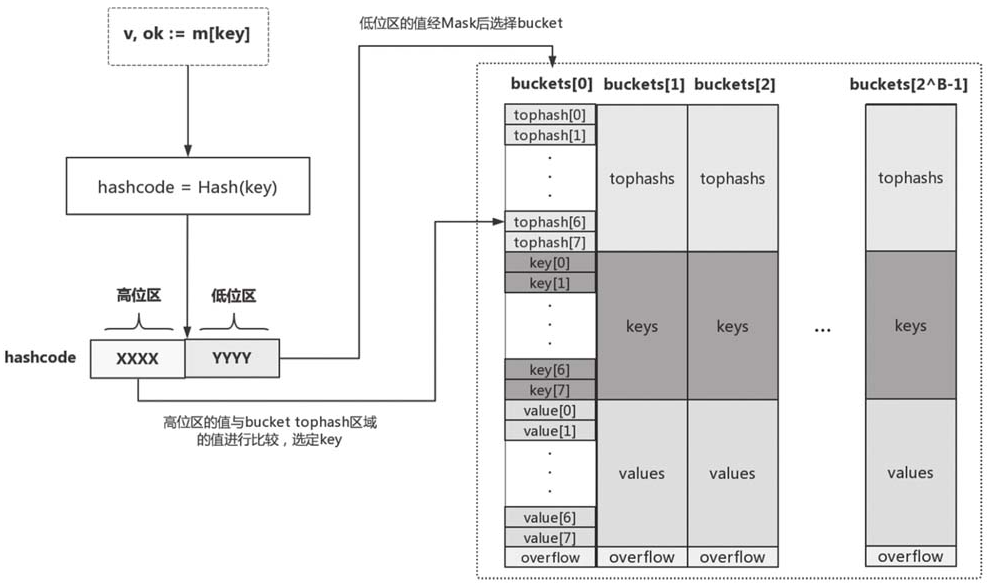 v, ok := m[key]
低位区的值经Mask后选择bucket
hashcode = Hash(key)
高位区
低位区
hashcode
XXXX
YYYY
高位区的值与bucket tophash区域
的值进行比较，选定key
buckets[0]
buckets[1]
buckets[2]
buckets[2^B-1]
tophash[0]
tophash[1]
.
.
.
tophash[6]
tophash[7]
key[0]
key[1]
.
.
.
key[6]
key[7]
value[0]
value[1]
.
.
.
value[6]
value[7]
overflow
tophashs
keys
values
overflow
tophashs
keys
values
overflow
...
tophashs
keys
values
overflow